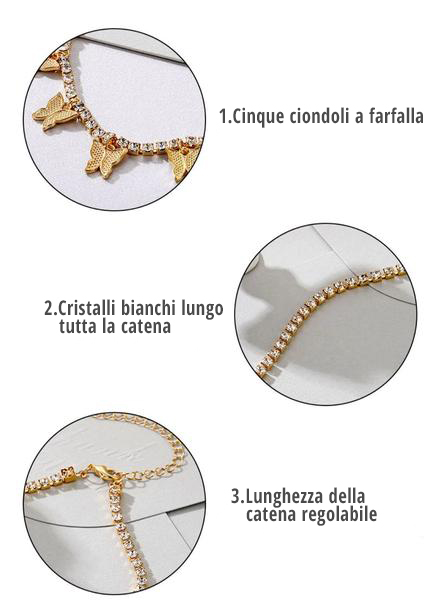 1.Cinque ciondoli a farfalla
2.Cristalli bianchi lungo
tutta la catena
3.Lunghezza della
catena regolabile